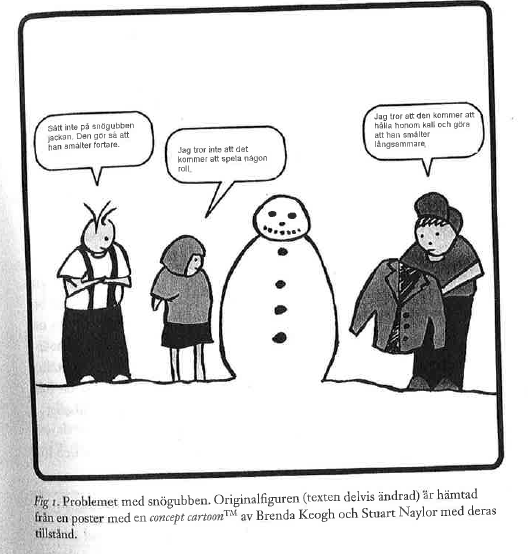 Sätt inte på snögubben
jackan. Den gör så att
han smälter fortare.
Jag tror inte att det
kommer att spela någon
roll.
Jag tror att den kommer att
hålla honom kall och göra
att han smälter
långsammare.
Fig 1. Problemet med snögubben. Originalfiguren (texten delvis ändrad) är hämtad
från en poster med en concept cartoon™ av Brenda Keogh och Stuart Naylor med deras
tillstånd.